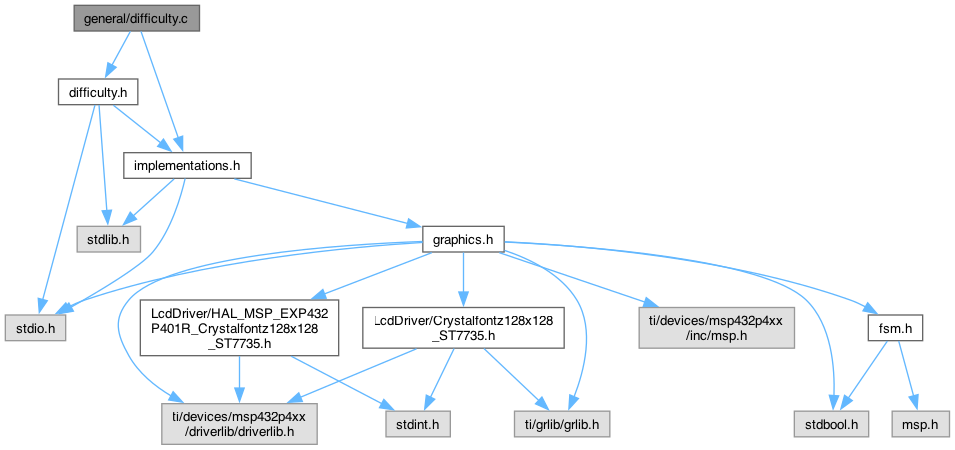 general/difficulty.c
difficulty.h
implementations.h
stdlib.h
graphics.h
LcdDriver/HAL_MSP_EXP432
P401R_Crystalfontz128x128
_ST7735.h
LcdDriver/Crystalfontz128x128
_ST7735.h
ti/devices/msp432p4xx
/inc/msp.h
fsm.h
stdio.h
ti/devices/msp432p4xx
/driverlib/driverlib.h
stdint.h
ti/grlib/grlib.h
stdbool.h
msp.h